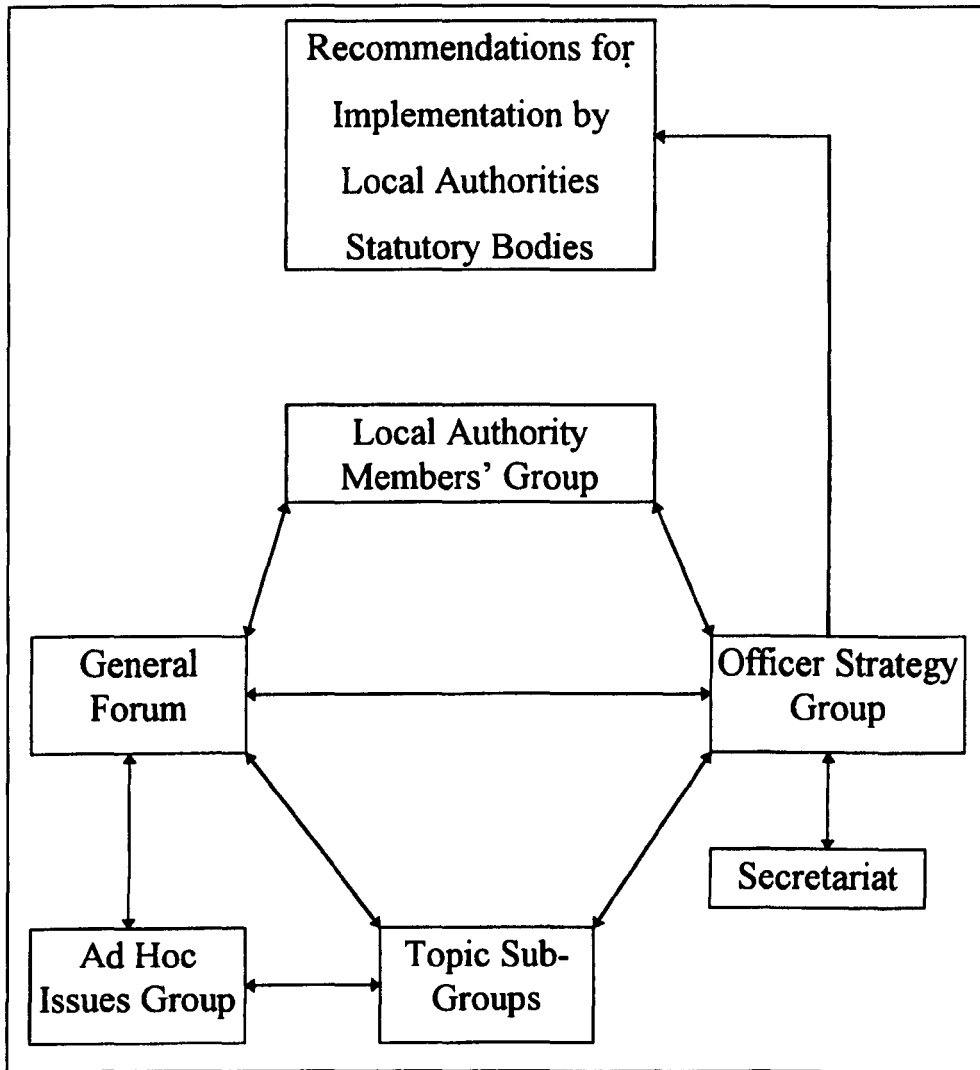 Recommendations for
Implementation by
Local Authorities
Statutory Bodies
Local Authority
Members' Group
General
Forum
Officer Strategy
Group
Secretariat
Ad Hoc
Issues Group
Topic Sub-
Groups